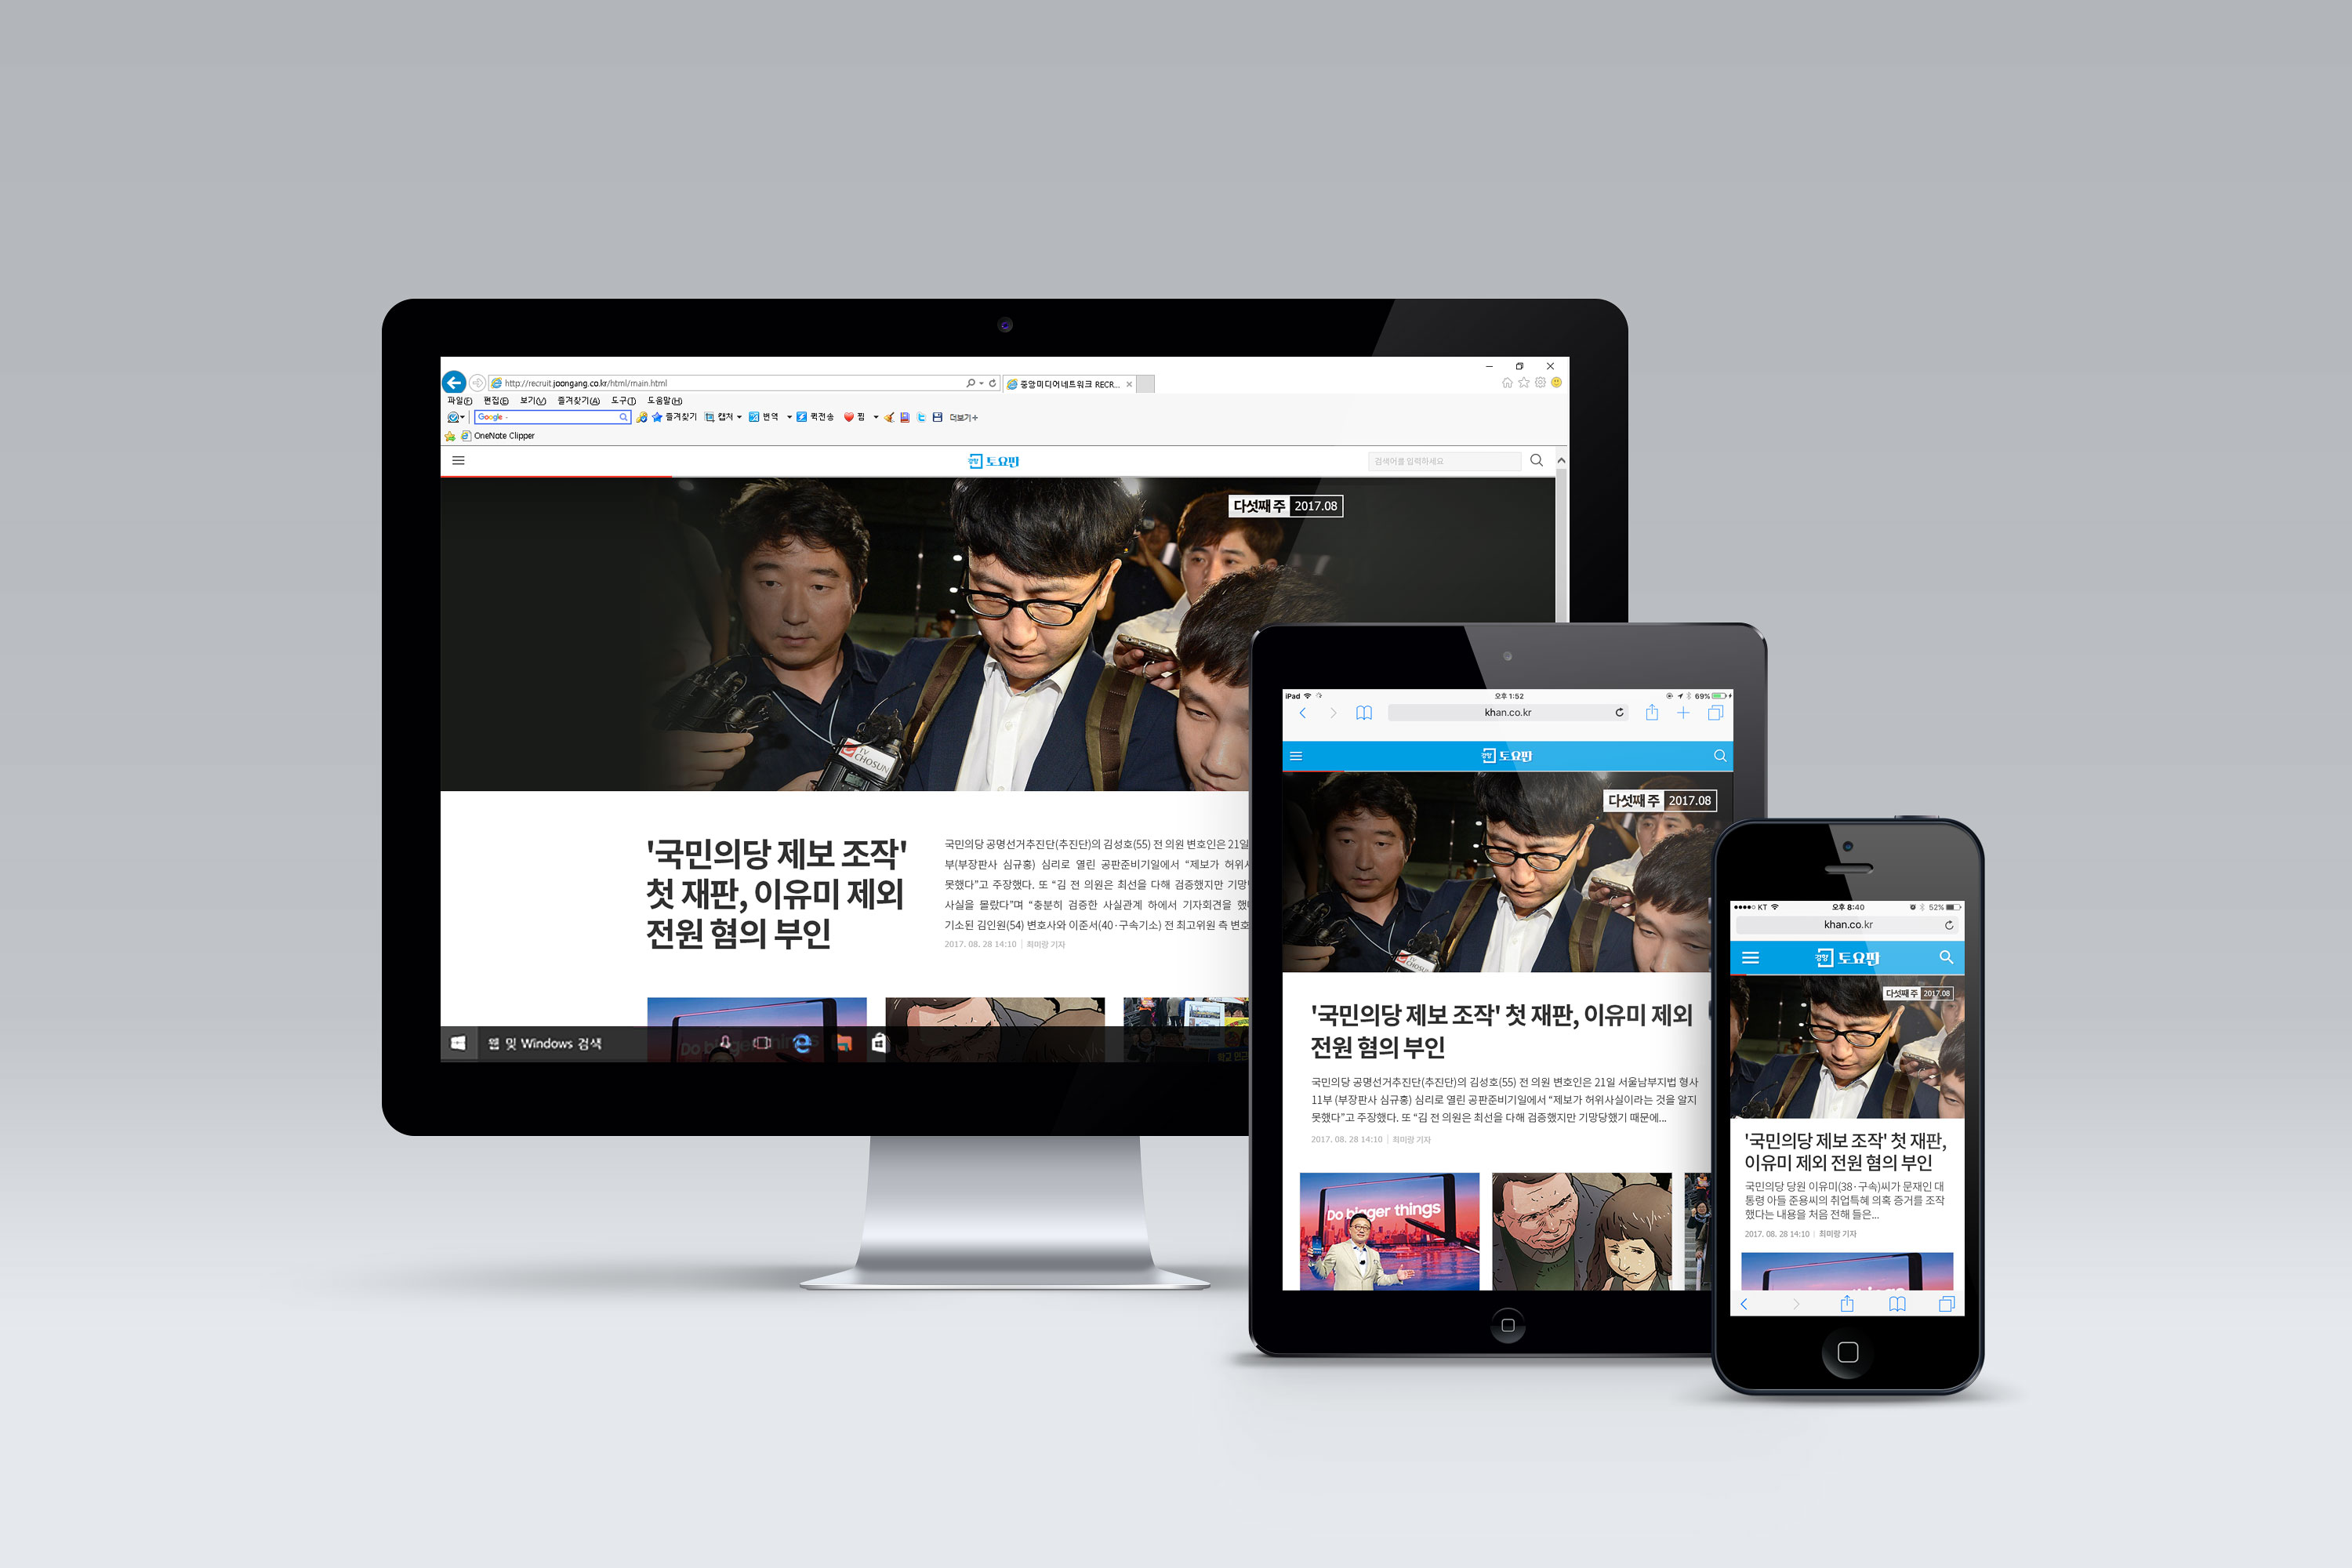 http://recruit.joongang.co.kr/html/main.html
중앙미디어네트워크 RECR...
파일(F) 편집(E) 보기(V) 즐겨찾기(A) 도구(T) 도움말(H)
Google
즐겨찾기 캡처 번역 퀵전송 찜 더보기+
OneNote Clipper
경향 토요판
검색어를 입력하세요
다섯째 주 2017.08
TV CHOSUN
'국민의당 제보 조작'
첫 재판, 이유미 제외
전원 혐의 부인
국민의당 공명선거추진단(추진단)의 김성호(55) 전 의원 변호인은 21일
부(부장판사 심규홍) 심리로 열린 공판준비기일에서 “제보가 허위사
못했다”고 주장했다. 또 “김 전 의원은 최선을 다해 검증했지만 기망당
사실을 몰랐다”며 “충분히 검증한 사실관계 하에서 기자회견을 했
기소된 김인원(54) 변호사와 이준서(40·구속기소) 전 최고위원 측 변호
2017. 08. 28 14:10 | 최미랑 기자
Do bigger things
웹 및 Windows 검색
iPad 오후 1:52 69%
khan.co.kr
경향 토요판
다섯째 주 2017.08
TV CHOSUN
'국민의당 제보 조작' 첫 재판, 이유미 제외
전원 혐의 부인
국민의당 공명선거추진단(추진단)의 김성호(55) 전 의원 변호인은 21일 서울남부지법 형사
11부 (부장판사 심규홍) 심리로 열린 공판준비기일에서 “제보가 허위사실이라는 것을 알지
못했다”고 주장했다. 또 “김 전 의원은 최선을 다해 검증했지만 기망당했기 때문에...
2017. 08. 28 14:10 | 최미랑 기자
Do bigger things
KT 오후 8:40 52%
khan.co.kr
경향 토요판
다섯째 주 2017.08
'국민의당 제보 조작' 첫 재판,
이유미 제외 전원 혐의 부인
국민의당 당원 이유미(38·구속)씨가 문재인 대
통령 아들 준용씨의 취업특혜 의혹 증거를 조작
했다는 내용을 처음 전해 들은...
2017. 08. 28 14:10 | 최미랑 기자